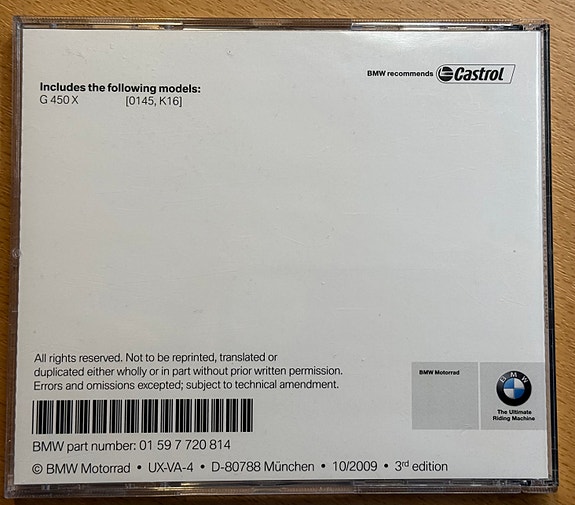 BMW recommends Castrol
Includes the following models:
G 450 X [0145, K16]
All rights reserved. Not to be reprinted, translated or
duplicated either wholly or in part without prior written permission.
Errors and omissions excepted; subject to technical amendment.
BMW part number: 01 59 7 720 814
© BMW Motorrad • UX-VA-4 • D-80788 München • 10/2009 • 3rd edition
BMW Motorrad
BMW
The Ultimate
Riding Machine